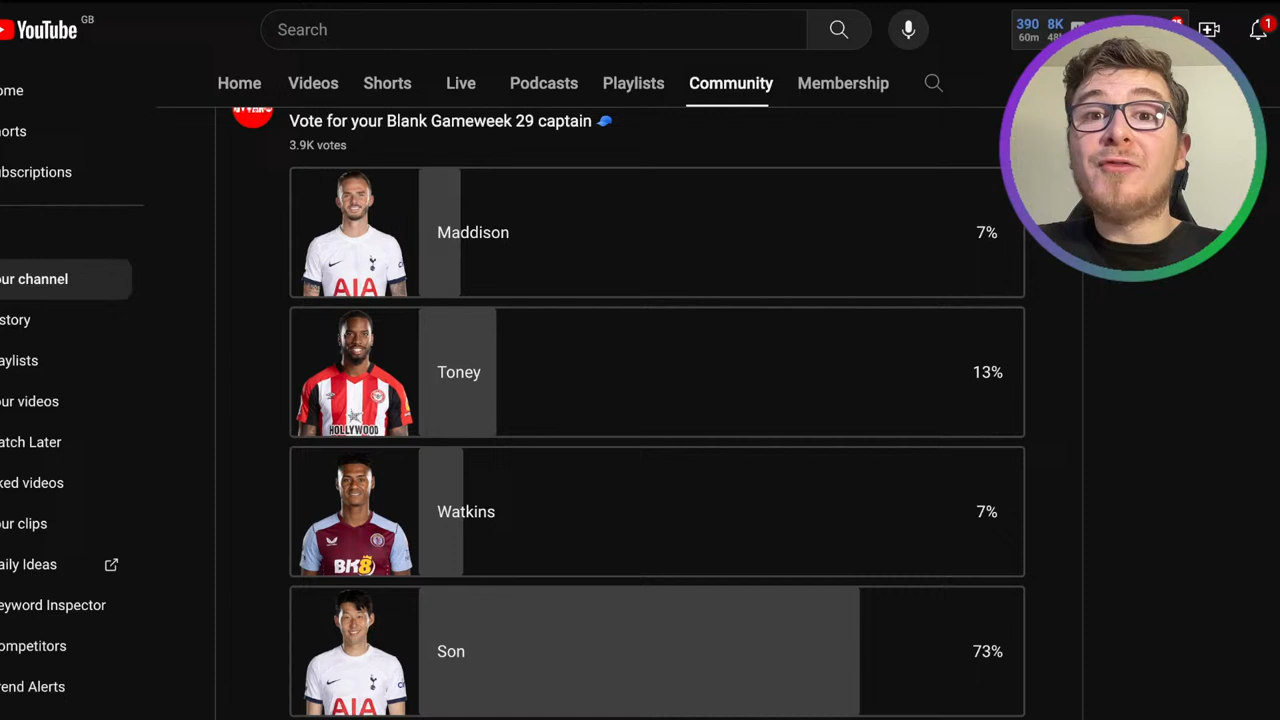 YouTube GB
Search
390 8K
60m 48h
1
ome
Home Videos Shorts Live Podcasts Playlists Community Membership
orts
ubscriptions
our channel
story
aylists
our videos
atch Later
ked videos
our clips
aily Ideas
eyword Inspector
ompetitors
rend Alerts
Vote for your Blank Gameweek 29 captain 🧢
3.9K votes
AIA
Maddison 7%
HOLLYWOOD
Toney 13%
BK8
Watkins 7%
AIA
Son 73%